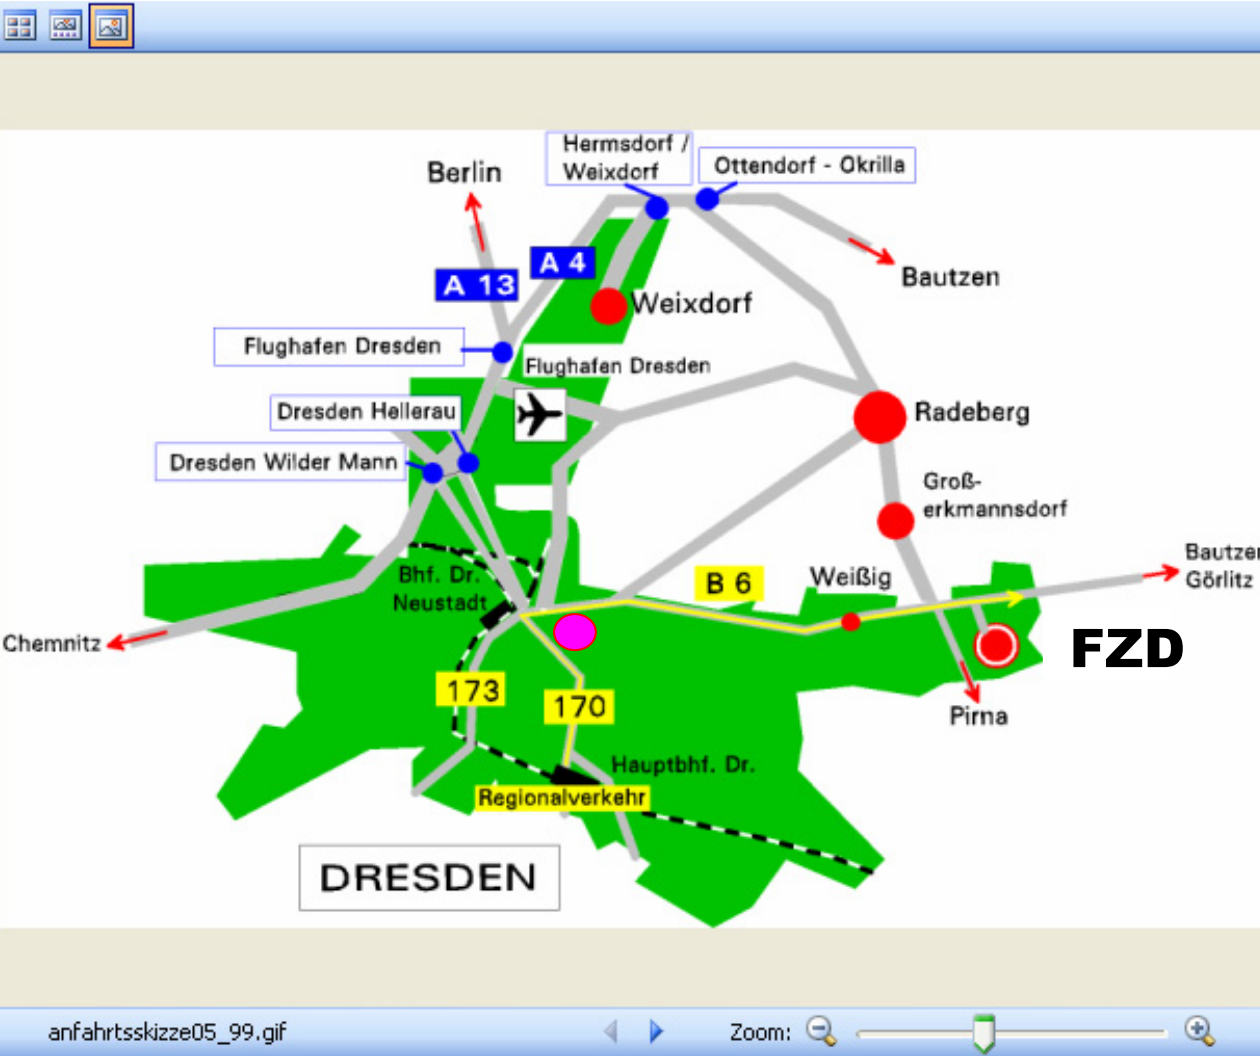 Hermsdorf /
Weixdorf
Ottendorf - Okrilla
Berlin
A 4
A 13
Bautzen
Weixdorf
Flughafen Dresden
Flughafen Dresden
Dresden Hellerau
Radeberg
Dresden Wilder Mann
Groß-
erkmannsdorf
Bautzen
Görlitz
Bhf. Dr.
Neustadt
B 6
Weißig
Chemnitz
FZD
173
170
Pirna
Hauptbhf. Dr.
Regionalverkehr
DRESDEN
anfahrtsskizze05_99.gif
Zoom: